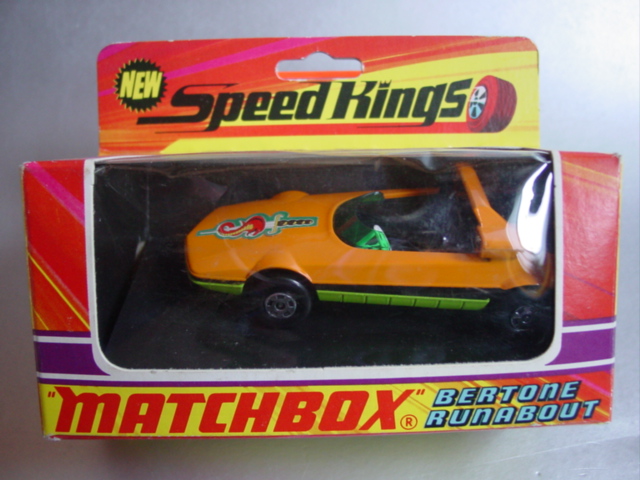 NEW
Speed Kings
"MATCHBOX"®
BERTONE
RUNABOUT